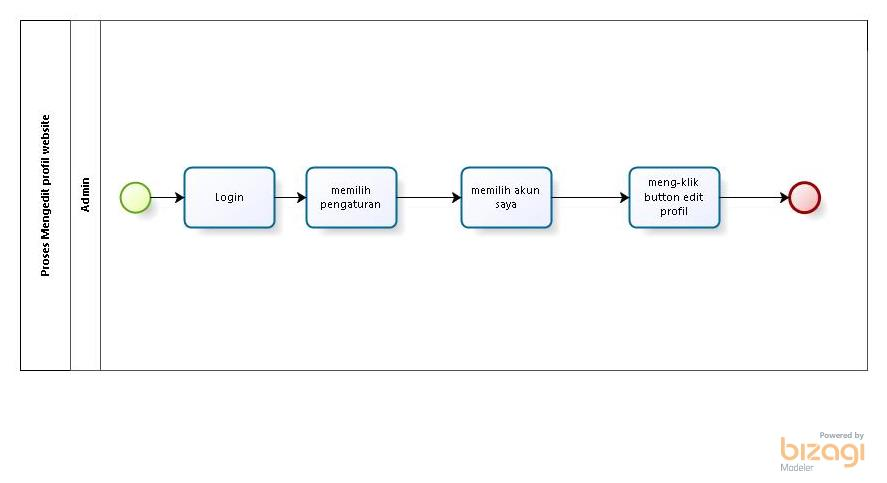 Proses Mengedit profil website
Admin
Login
memilih
pengaturan
memilih akun
saya
meng-klik
button edit
profil
Powered by
bizagi
Modeler